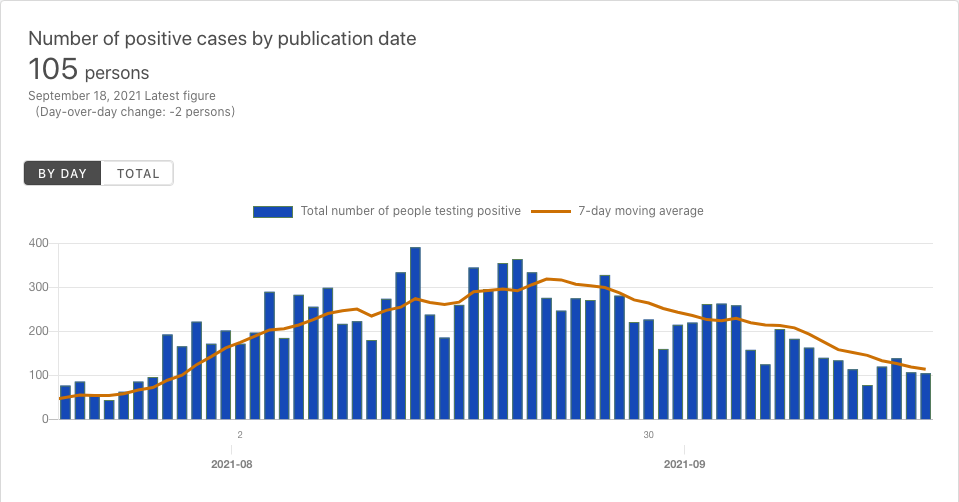 Number of positive cases by publication date
105 persons
September 18, 2021 Latest figure
(Day-over-day change: -2 persons)
BY DAY TOTAL
Total number of people testing positive 7-day moving average
400
300
200
100
0
2 30
2021-08 2021-09